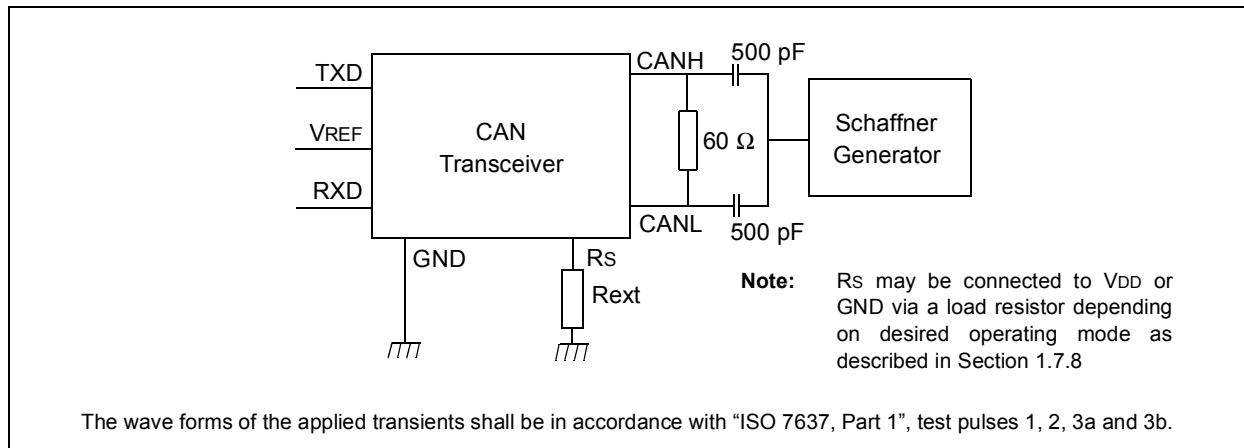 500 pF
CANH
TXD
VREF
RXD
CAN
Transceiver
60 Ω
Schaffner
Generator
CANL
500 pF
GND
RS
Rext
Note: RS may be connected to VDD or
GND via a load resistor depending
on desired operating mode as
described in Section 1.7.8
The wave forms of the applied transients shall be in accordance with “ISO 7637, Part 1”, test pulses 1, 2, 3a and 3b.